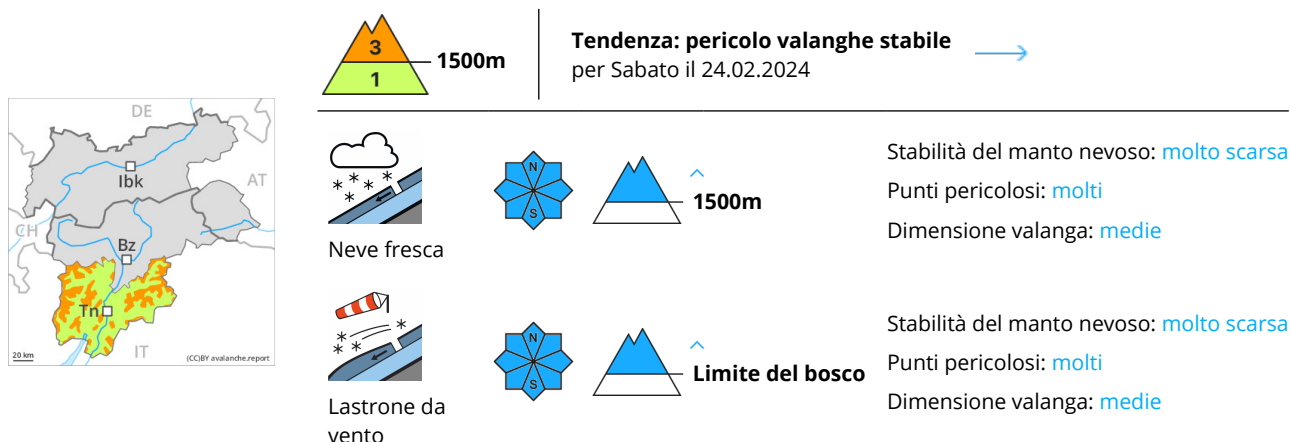 3
1
1500m
Tendenza: pericolo valanghe stabile
per Sabato il 24.02.2024
DE
AT
CH
IT
Ibk
Bz
Tn
20 km
(CC)BY avalanche.report
Neve fresca
N
S
1500m
Stabilità del manto nevoso: molto scarsa
Punti pericolosi: molti
Dimensione valanga: medie
Lastrone da
vento
N
S
Limite del bosco
Stabilità del manto nevoso: molto scarsa
Punti pericolosi: molti
Dimensione valanga: medie